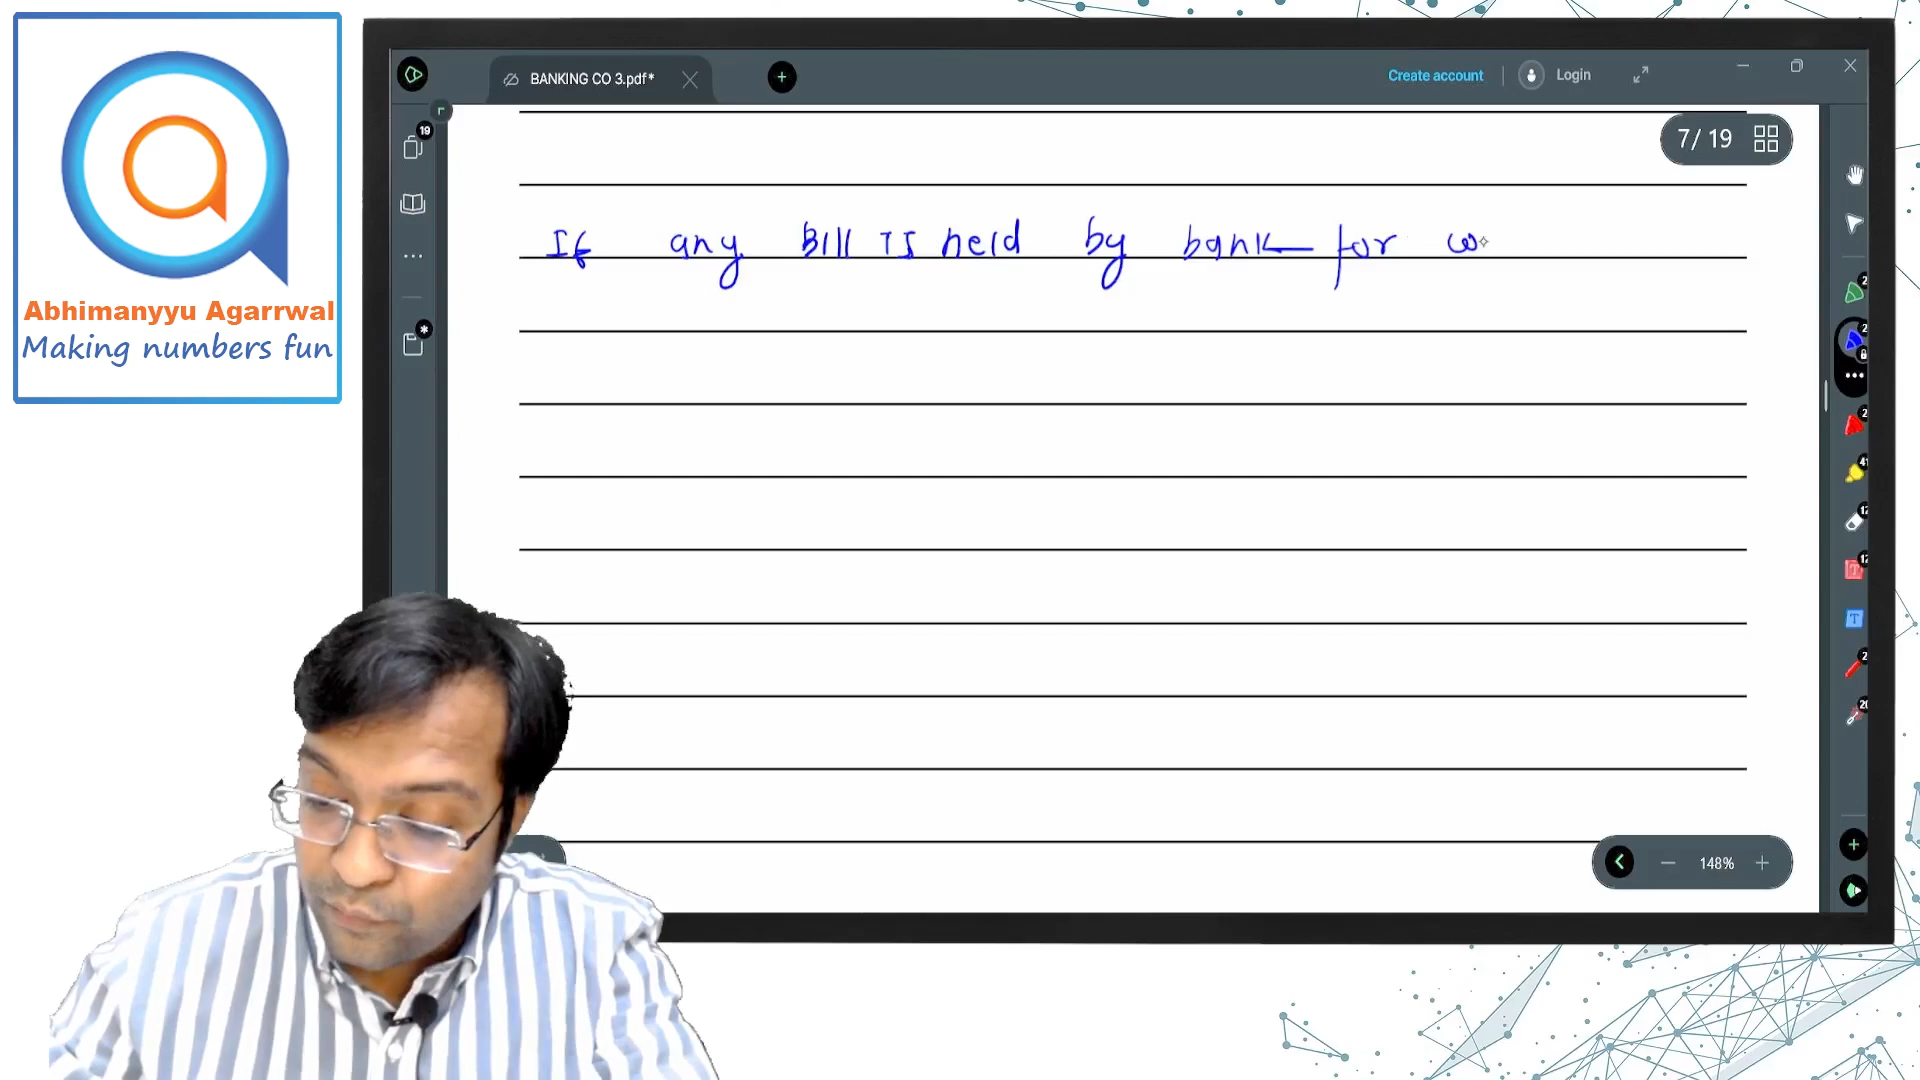 BANKING CO 3.pdf*
Create account
Login
19
7/ 19
If any Bill is held by bank for
Abhimanyyu Agarrwal
Making numbers fun
148%